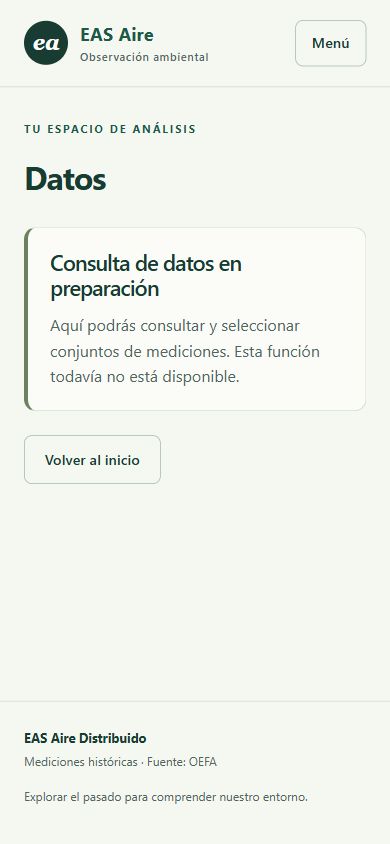 ea
EAS Aire
Observación ambiental
Menú
TU ESPACIO DE ANÁLISIS
Datos
Consulta de datos en
preparación
Aquí podrás consultar y seleccionar
conjuntos de mediciones. Esta función
todavía no está disponible.
Volver al inicio
EAS Aire Distribuido
Mediciones históricas · Fuente: OEFA
Explorar el pasado para comprender nuestro entorno.